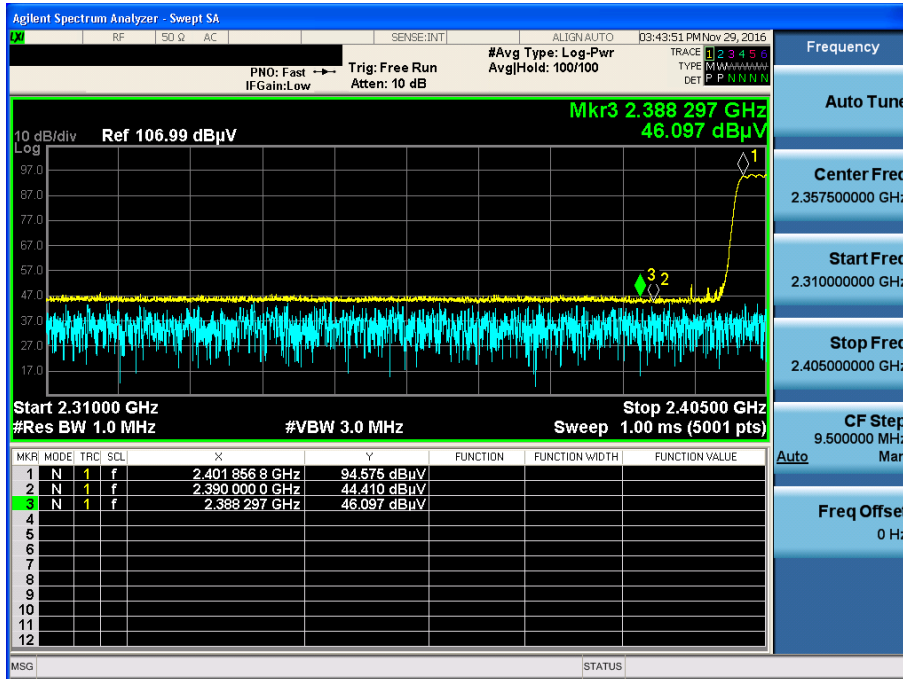 Agilent Spectrum Analyzer - Swept SA
LXI RF 50 Ω AC SENSE:INT ALIGN AUTO 03:43:51 PM Nov 29, 2016
PNO: Fast Trig: Free Run #Avg Type: Log-Pwr TRACE 1 2 3 4 5 6
IFGain:Low Atten: 10 dB Avg|Hold: 100/100 TYPE M W
DET P P N N N N
Mkr3 2.388 297 GHz
46.097 dBµV
10 dB/div Ref 106.99 dBµV
Log
97.0
87.0
77.0
67.0
57.0
47.0
37.0
27.0
17.0
1
3
2
Start 2.31000 GHz Stop 2.40500 GHz
#Res BW 1.0 MHz #VBW 3.0 MHz Sweep 1.00 ms (5001 pts)
MKR MODE TRC SCL X Y FUNCTION FUNCTION WIDTH FUNCTION VALUE
1 N 1 f 2.401 856 8 GHz 94.575 dBµV
2 N 1 f 2.390 000 0 GHz 44.410 dBµV
3 N 1 f 2.388 297 GHz 46.097 dBµV
4
5
6
7
8
9
10
11
12
MSG STATUS
Frequency
Auto Tune
Center Freq
2.357500000 GHz
Start Freq
2.310000000 GHz
Stop Freq
2.405000000 GHz
CF Step
9.500000 MHz
Auto Man
Freq Offset
0 Hz